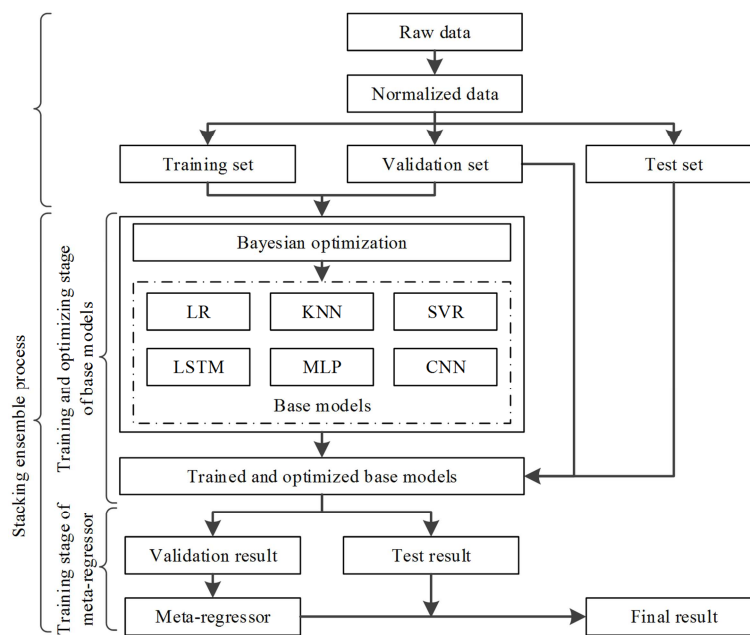 Raw data
Normalized data
Training set
Validation set
Test set
Stacking ensemble process
Training and optimizing stage
of base models
Bayesian optimization
LR
KNN
SVR
LSTM
MLP
CNN
Base models
Trained and optimized base models
Training stage of
meta-regressor
Validation result
Test result
Meta-regressor
Final result